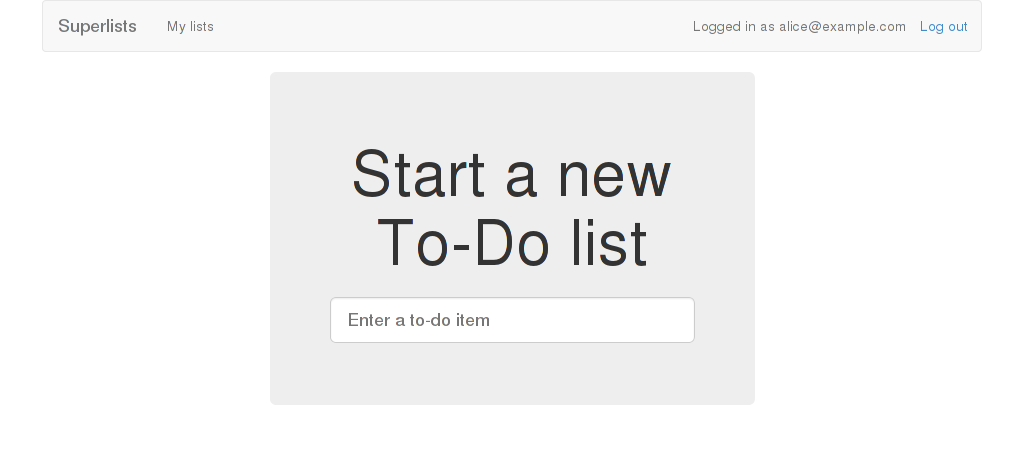 Superlists My lists Logged in as alice@example.com Log out
Start a new
To-Do list
Enter a to-do item